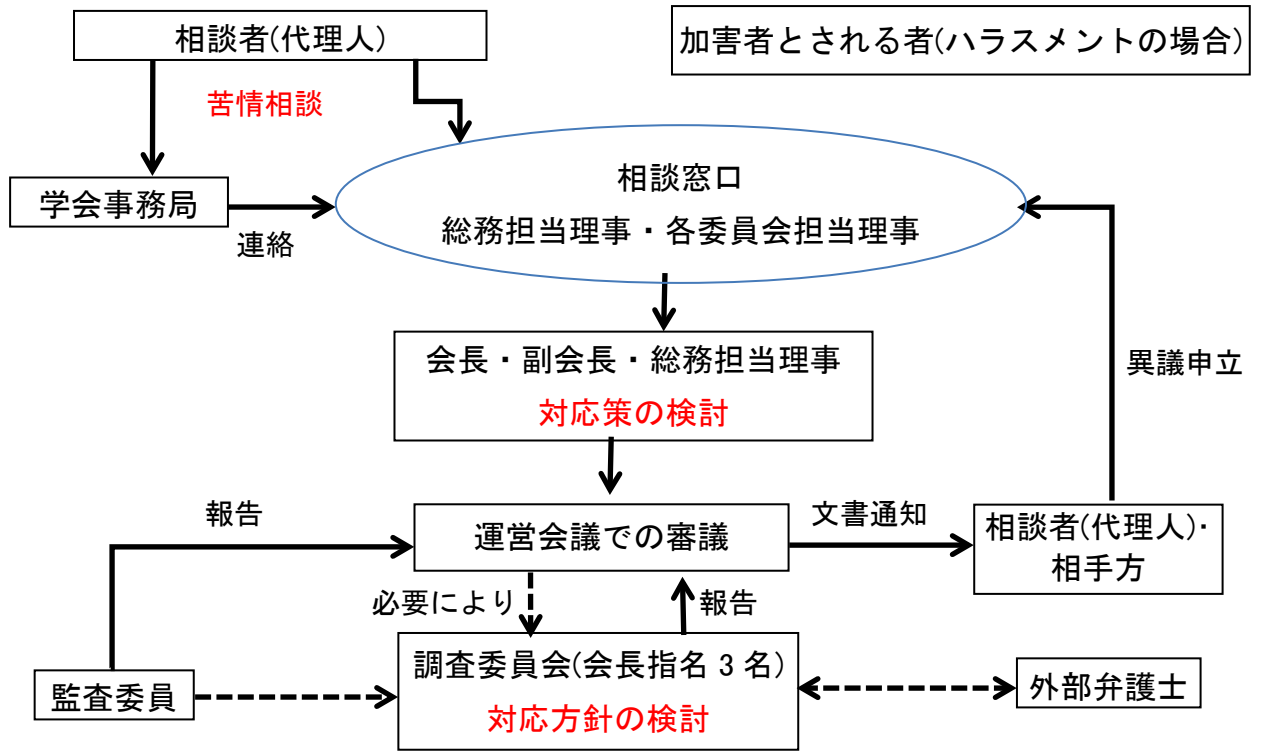 相談者(代理人)
加害者とされる者(ハラスメントの場合)
苦情相談
相談窓口
総務担当理事・各委員会担当理事
学会事務局
連絡
会長・副会長・総務担当理事
対応策の検討
異議申立
報告
運営会議での審議
文書通知
相談者(代理人)・
相手方
必要により
報告
調査委員会(会長指名 3 名)
対応方針の検討
監査委員
外部弁護士